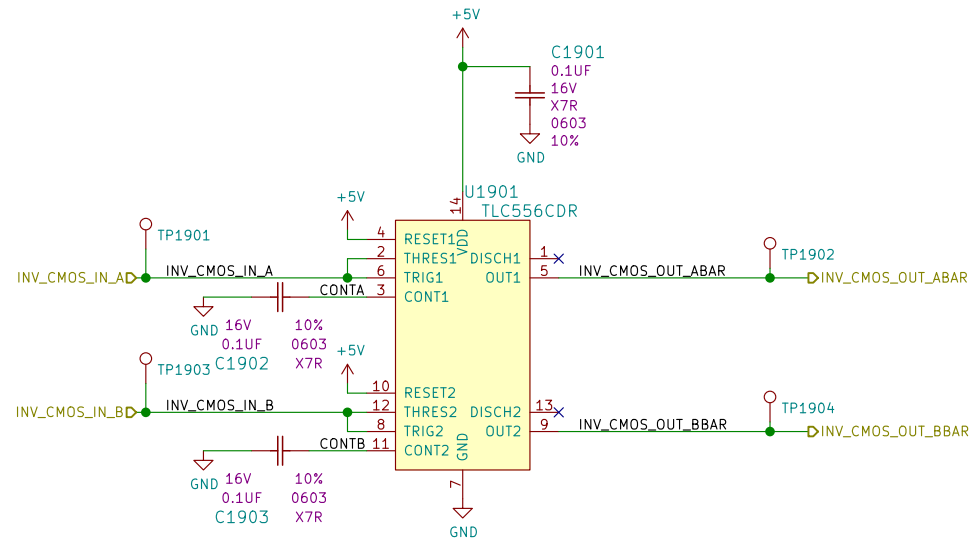 +5V
C1901
0.1UF
16V
X7R
0603
10%
GND
U1901
TLC556CDR
+5V
14
VDD
TP1901
4
RESET1
2
THRES1
DISCH1
1
TP1902
INV_CMOS_IN_A
INV_CMOS_IN_A
6
TRIG1
OUT1
5
INV_CMOS_OUT_ABAR
INV_CMOS_OUT_ABAR
CONTA
3
CONT1
GND
16V
10%
0.1UF
0603
C1902
X7R
+5V
TP1903
10
RESET2
INV_CMOS_IN_B
INV_CMOS_IN_B
12
THRES2
DISCH2
13
TP1904
8
TRIG2
OUT2
9
INV_CMOS_OUT_BBAR
INV_CMOS_OUT_BBAR
CONTB
11
CONT2
GND
7
GND
16V
10%
0.1UF
0603
C1903
X7R
GND